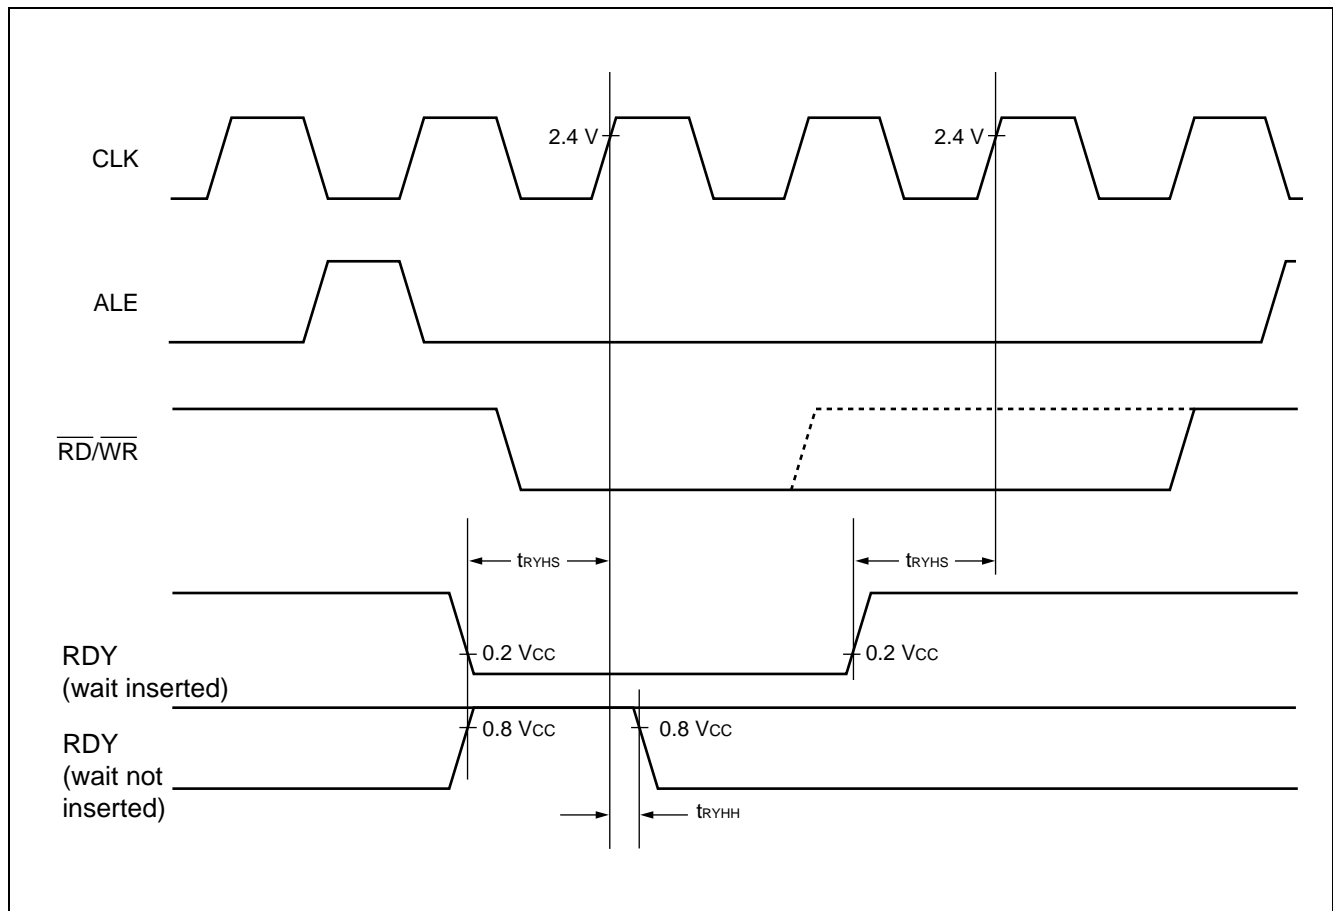 2.4 V
2.4 V
CLK
ALE
RD/WR
tRYHS
tRYHS
0.2 VCC
0.2 VCC
RDY
(wait inserted)
0.8 VCC
0.8 VCC
RDY
(wait not
inserted)
tRYHH